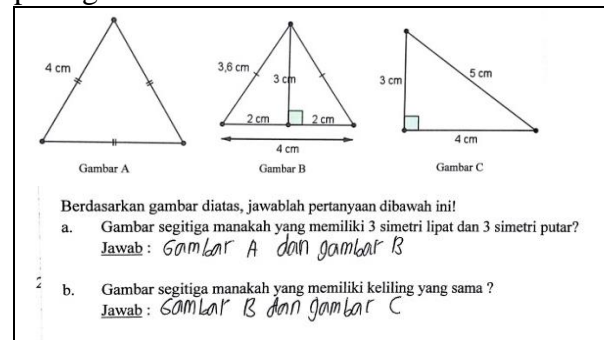 4 cm
3,6 cm
3 cm
2 cm
2 cm
4 cm
3 cm
5 cm
4 cm
Gambar A
Gambar B
Gambar C
Berdasarkan gambar diatas, jawablah pertanyaan dibawah ini!
a. Gambar segitiga manakah yang memiliki 3 simetri lipat dan 3 simetri putar?
Jawab : Gambar A dan gambar B
b. Gambar segitiga manakah yang memiliki keliling yang sama ?
Jawab : Gambar B dan gambar C